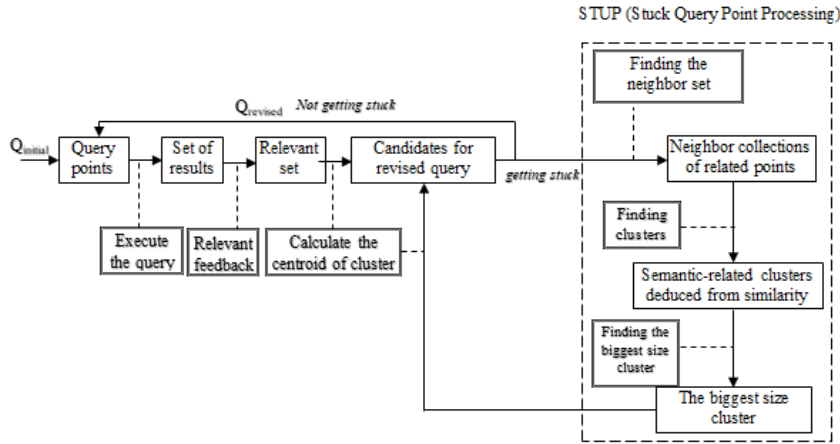 STUP (Stuck Query Point Processing)
Finding the
neighbor set
Qrevised Not getting stuck
Qinitial
Query
points
Set of
results
Relevant
set
Candidates for
revised query
getting stuck
Neighbor collections
of related points
Execute
the query
Relevant
feedback
Calculate the
centroid of cluster
Finding
clusters
Semantic-related clusters
deduced from similarity
Finding the
biggest size
cluster
The biggest size
cluster